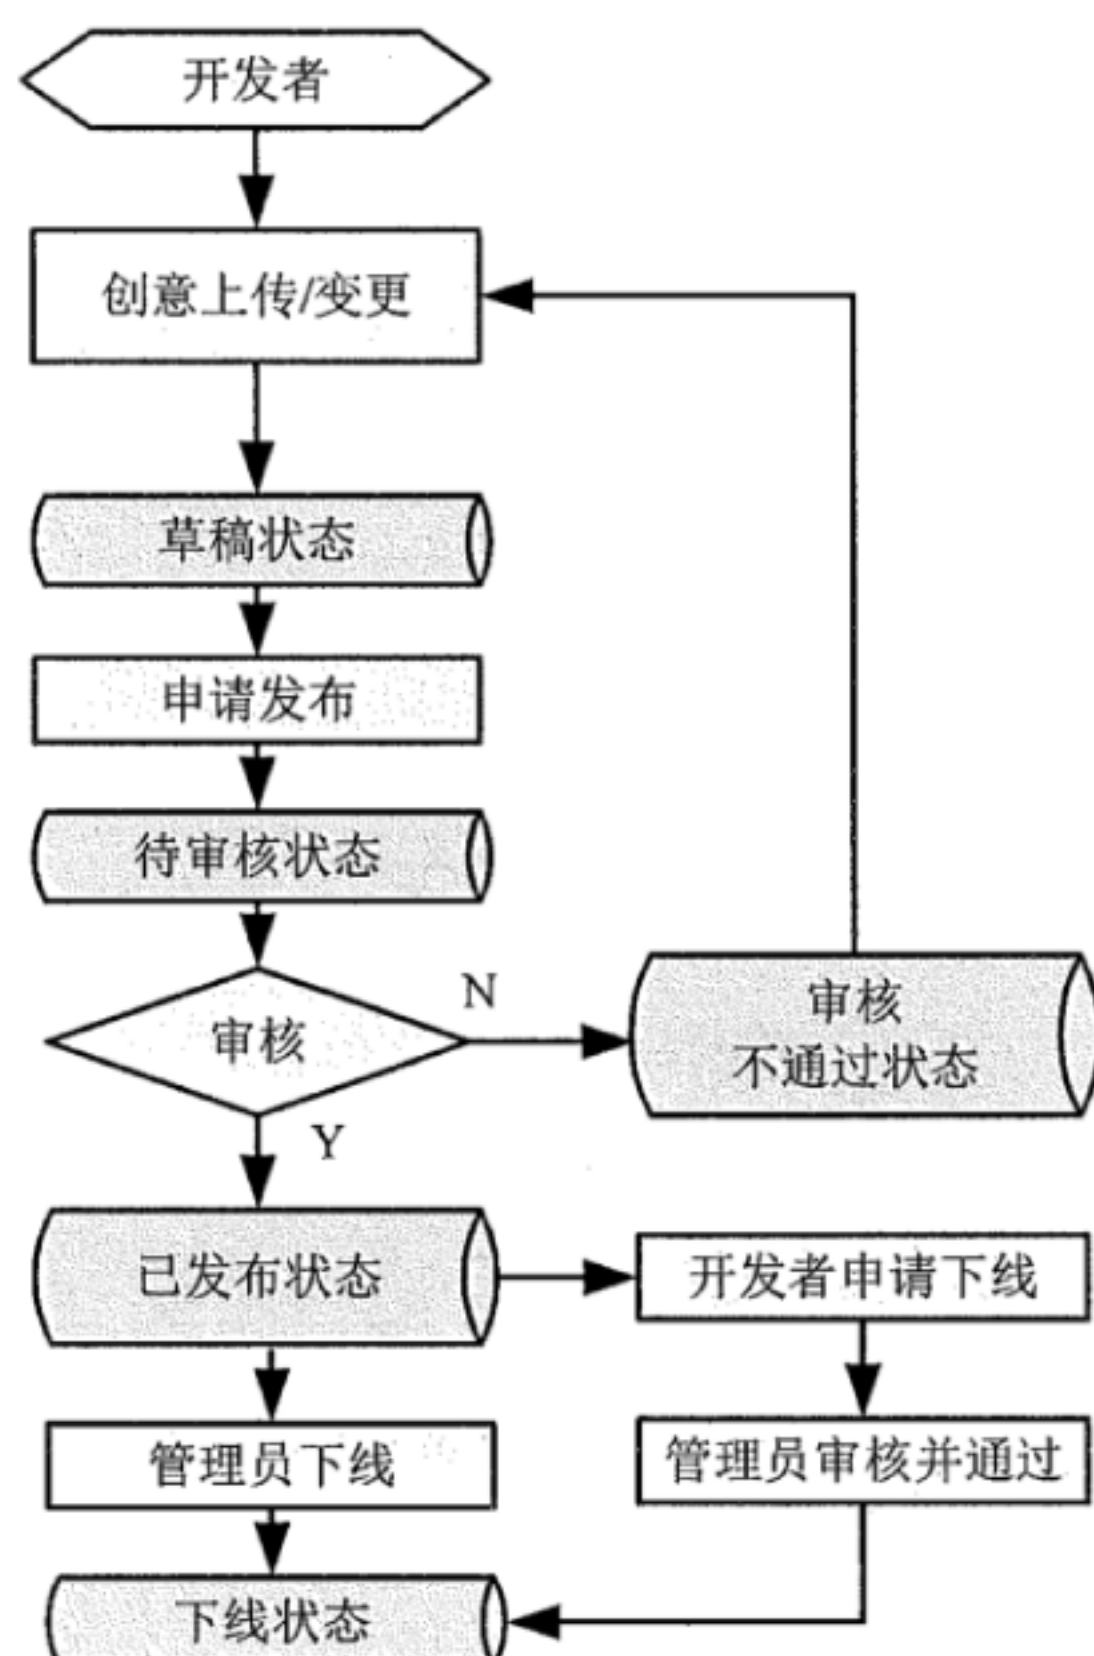 开发者
创意上传/变更
草稿状态
申请发布
待审核状态
审核
N
审核
不通过状态
Y
已发布状态
开发者申请下线
管理员下线
管理员审核并通过
下线状态